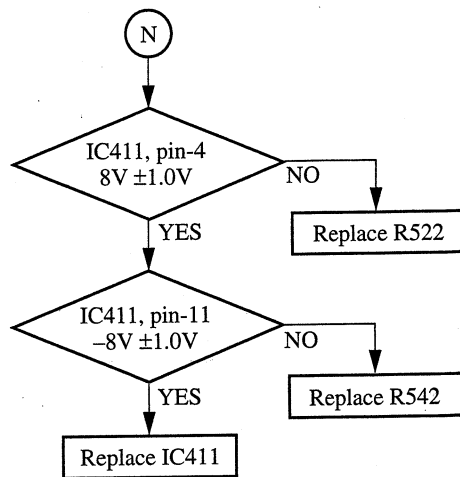 N
IC411, pin-4
8V ±1.0V
NO
Replace R522
YES
IC411, pin-11
–8V ±1.0V
NO
Replace R542
YES
Replace IC411